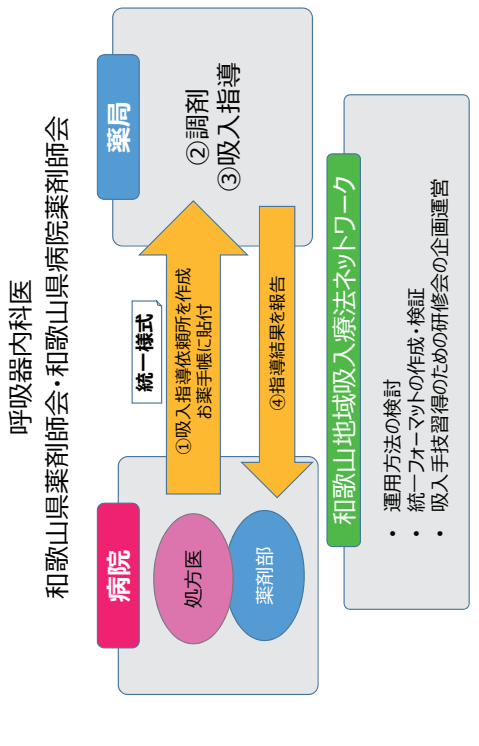 呼吸器内科医
和歌山県薬剤師会・和歌山県病院薬剤師会
病院
処方医
薬剤部
統一様式
①吸入指導依頼所を作成
お薬手帳に貼付
④指導結果を報告
薬局
②調剤
③吸入指導
和歌山地域吸入療法ネットワーク
• 運用方法の検討
• 統一フォーマットの作成・検証
• 吸入手技習得のための研修会の企画運営